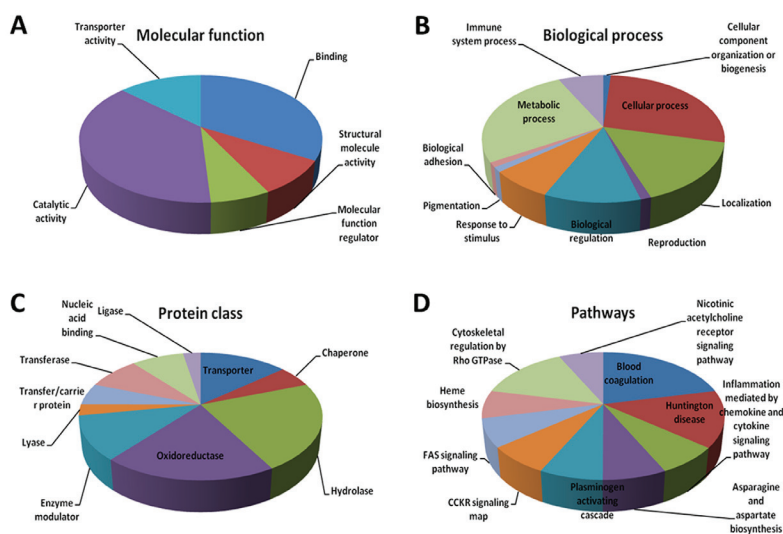 A
Molecular function
Transporter
activity
Binding
Structural
molecule
activity
Molecular
function
regulator
Catalytic
activity
B
Biological process
Immune
system process
Cellular
component
organization or
biogenesis
Cellular process
Metabolic
process
Biological
adhesion
Pigmentation
Response to
stimulus
Biological
regulation
Reproduction
Localization
C
Protein class
Nucleic
acid
binding
Ligase
Transporter
Chaperone
Transferase
Transfer/carrie
r protein
Lyase
Oxidoreductase
Enzyme
modulator
Hydrolase
D
Pathways
Nicotinic
acetylcholine
receptor
signaling
pathway
Cytoskeletal
regulation by
Rho GTPase
Blood
coagulation
Inflammation
mediated by
chemokine and
cytokine
signaling
pathway
Huntington
disease
Heme
biosynthesis
FAS signaling
pathway
CCKR signaling
map
Plasminogen
activating
cascade
Asparagine and
aspartate
biosynthesis